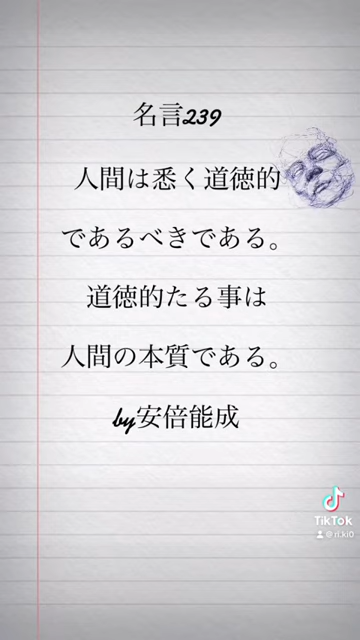 名言239
人間は悉く道徳的
であるべきである。
道徳的たる事は
人間の本質である。
by安倍能成
TikTok
@ri.ki0